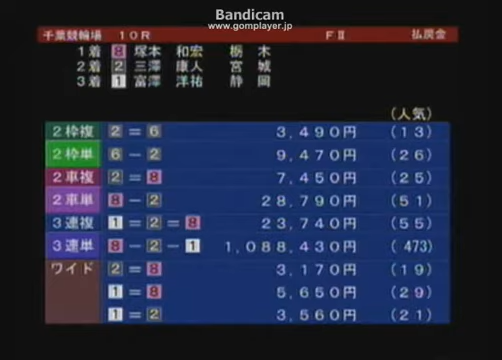 Bandicam
www.gomplayer.jp
千葉競輪場 10R FⅡ 払戻金
1着 8 塚本 和宏 栃木
2着 2 三澤 康人 宮城
3着 1 富澤 洋祐 静岡
(人気)
2枠複 2 = 6 3,490円 (13)
2枠単 6 - 2 9,470円 (26)
2車複 2 = 8 7,450円 (25)
2車単 8 - 2 28,790円 (51)
3連複 1 = 2 = 8 23,740円 (55)
3連単 8 - 2 - 1 1,088,430円 (473)
ワイド 2 = 8 3,170円 (19)
1 = 8 5,650円 (29)
1 = 2 3,560円 (21)